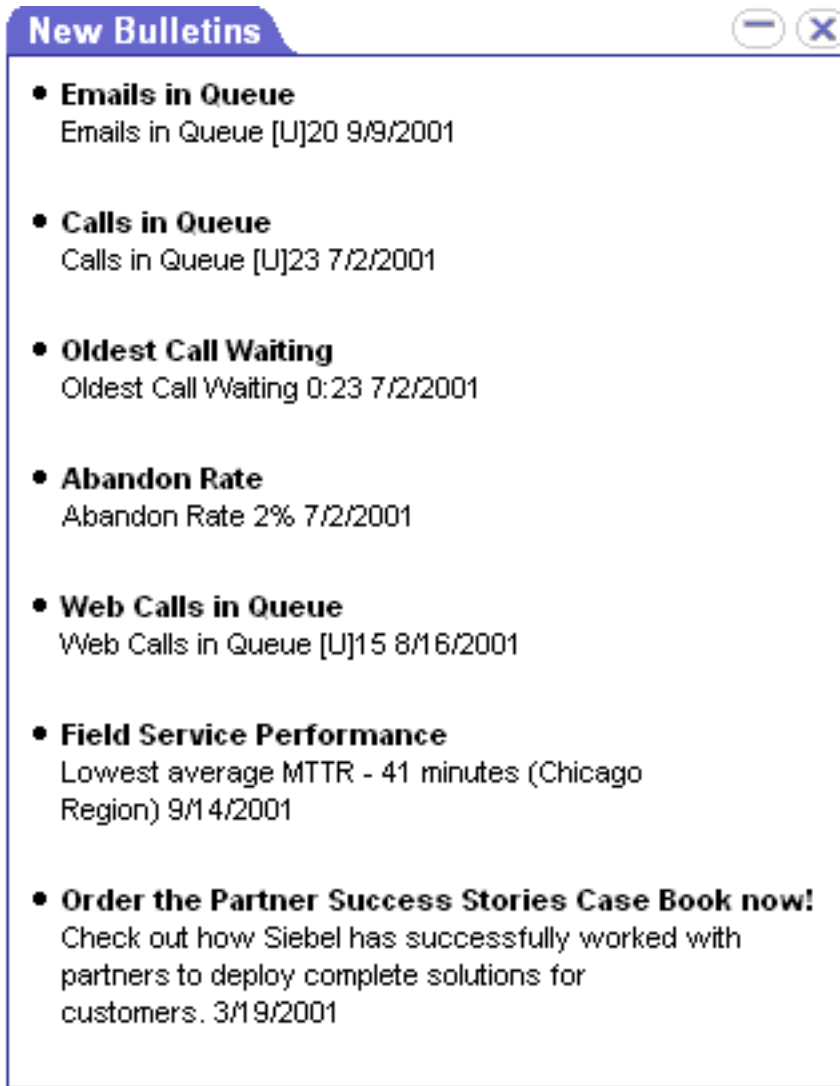 New Bulletins
Emails in Queue
Emails in Queue [U]20 9/9/2001
Calls in Queue
Calls in Queue [U]23 7/2/2001
Oldest Call Waiting
Oldest Call Waiting 0:23 7/2/2001
Abandon Rate
Abandon Rate 2% 7/2/2001
Web Calls in Queue
Web Calls in Queue [U]15 8/16/2001
Field Service Performance
Lowest average MTTR - 41 minutes (Chicago
Region) 9/14/2001
Order the Partner Success Stories Case Book now!
Check out how Siebel has successfully worked with
partners to deploy complete solutions for
customers. 3/19/2001